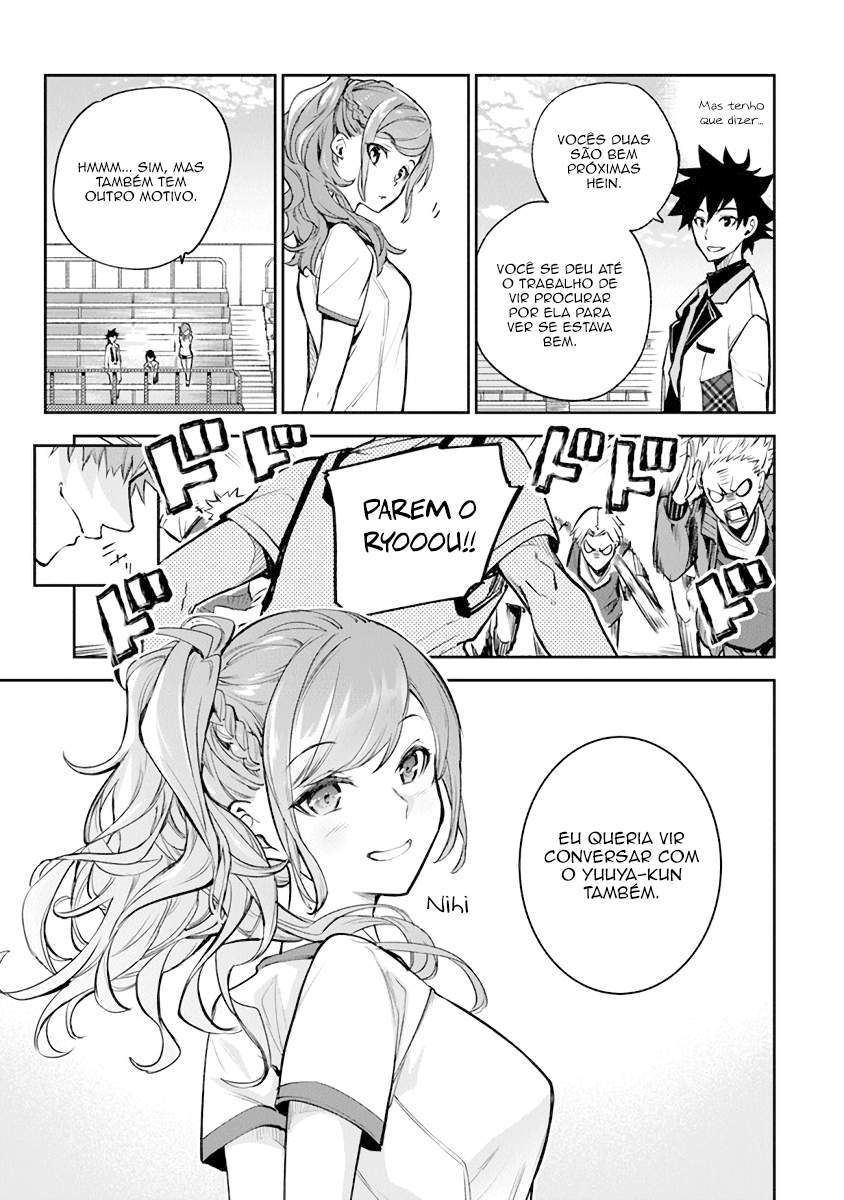 Mas tenho
que dizer...
VOCÊS DUAS
SÃO BEM
PRÓXIMAS
HEIN.
VOCÊ SE DEU ATÉ
O TRABALHO DE
VIR PROCURAR
POR ELA PARA
VER SE ESTAVA
BEM.
HMMM... SIM, MAS
TAMBÉM TEM
OUTRO MOTIVO.
ドド
ドド
PAREM O
RYOOOU!!
ドド
ド
EU QUERIA VIR
CONVERSAR COM
O YUUYA-KUN
TAMBÉM.
Nihi